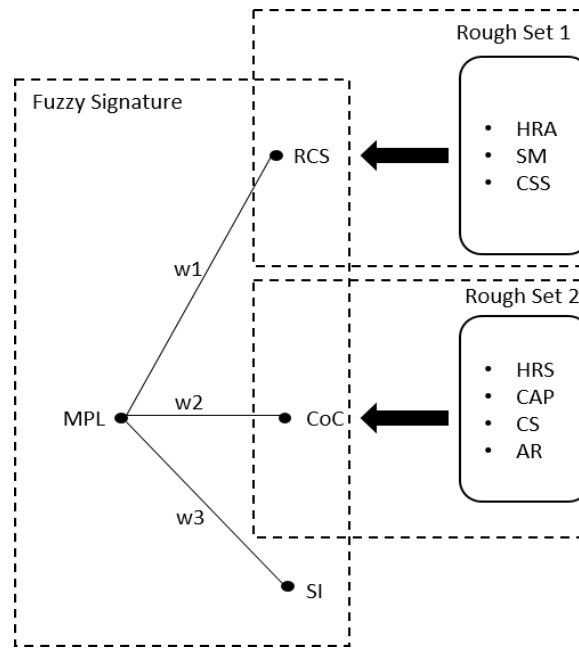 Rough Set 1
Fuzzy Signature
• HRA
RCS
• SM
• CSS
w1
Rough Set 2
• HRS
w2
• CAP
MPL
CoC
• CS
• AR
w3
SI